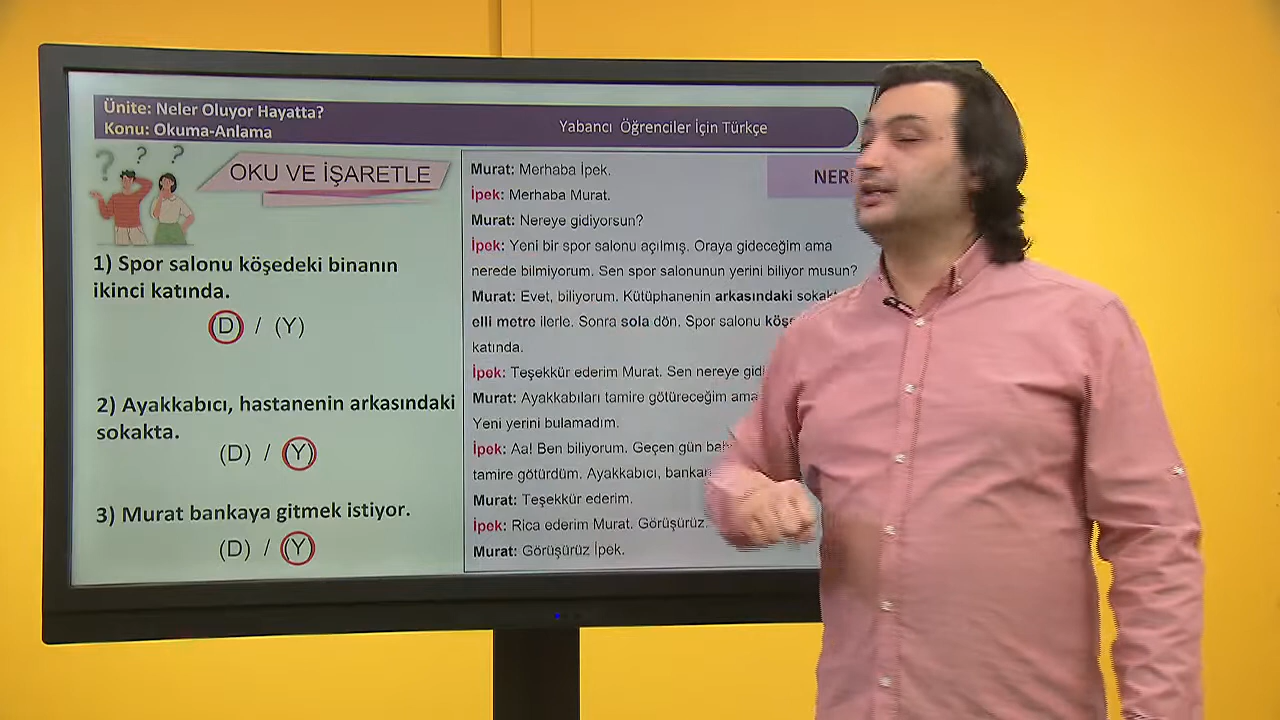 Ünite: Neler Oluyor Hayatta?
Konu: Okuma-Anlama
Yabancı Öğrenciler İçin Türkçe
OKU VE İŞARETLE
1) Spor salonu köşedeki binanın
ikinci katında.
(D) / (Y)
2) Ayakkabıcı, hastanenin arkasındaki
sokakta.
(D) / (Y)
3) Murat bankaya gitmek istiyor.
(D) / (Y)
Murat: Merhaba İpek.
İpek: Merhaba Murat.
Murat: Nereye gidiyorsun?
İpek: Yeni bir spor salonu açılmış. Oraya gideceğim ama
nerede bilmiyorum. Sen spor salonunun yerini biliyor musun?
Murat: Evet, biliyorum. Kütüphanenin arkasındaki
elli metre ilerle. Sonra sola dön. Spor salonu
katında.
İpek: Teşekkür ederim Murat. Sen nereye
Murat: Ayakkabıları tamire götüreceğim ama
Yeni yerini bulamadım.
İpek: Aa! Ben biliyorum. Geçen gün
tamire götürdüm. Ayakkabıcı,
Murat: Teşekkür ederim.
İpek: Rica ederim Murat. Görüşürüz.
Murat: Görüşürüz İpek.